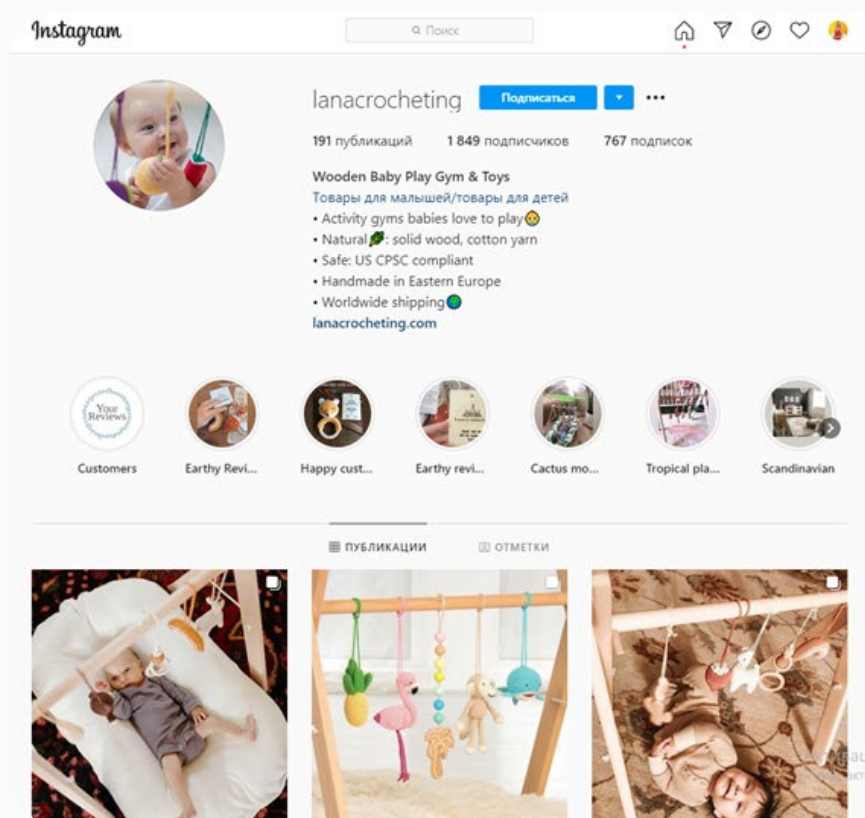 Instagram
Поиск
lanacrocheting Подписаться
191 публикаций 1 849 подписчиков 767 подписок
Wooden Baby Play Gym & Toys
Товары для малышей/товары для детей
• Activity gyms babies love to play
• Natural : solid wood, cotton yarn
• Safe: US CPSC compliant
• Handmade in Eastern Europe
• Worldwide shipping
lanacrocheting.com
Your
Reviews
Customers Earthy Revi... Happy cust... Earthy revi... Cactus mo... Tropical pla... Scandinavian
ПУБЛИКАЦИИ ОТМЕТКИ